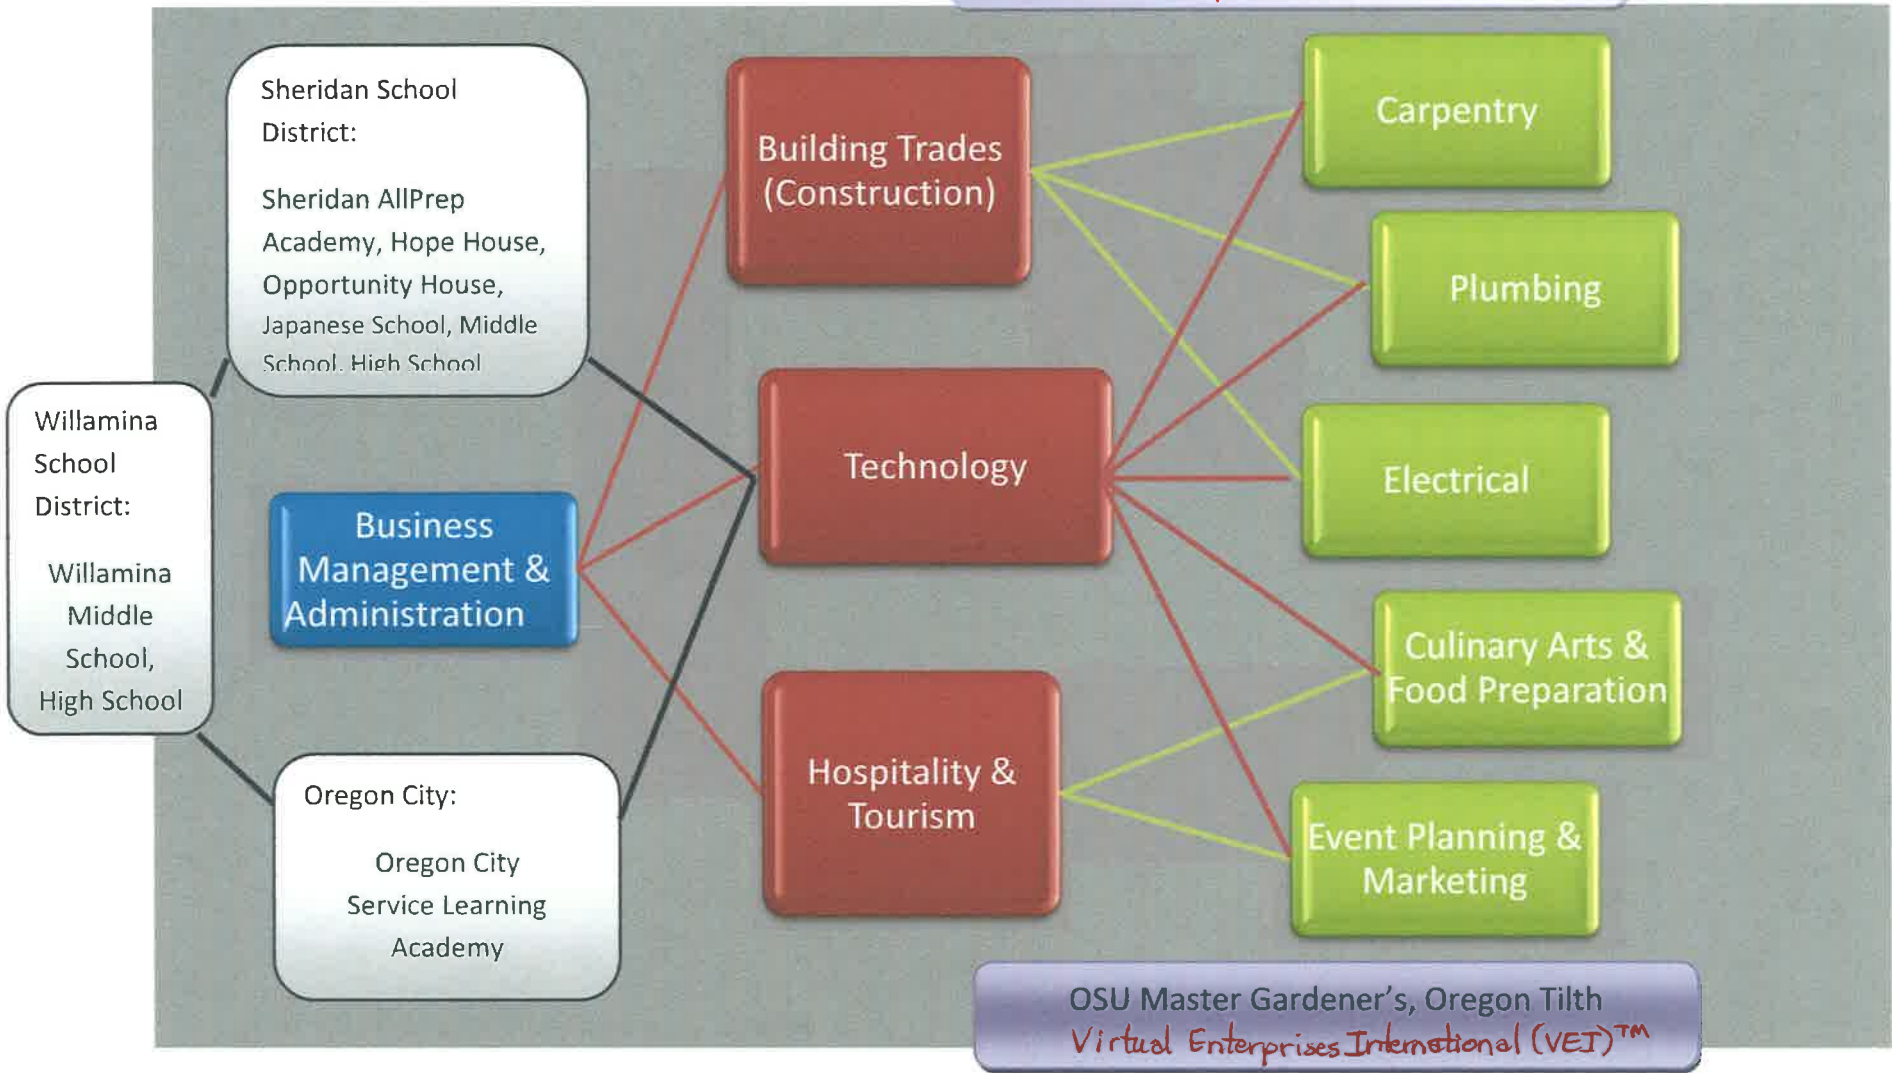 Sheridan School
District:
Sheridan AllPrep
Academy, Hope House,
Opportunity House,
Japanese School, Middle
School, High School
Willamina
School
District:
Willamina
Middle
School,
High School
Business
Management &
Administration
Oregon City:
Oregon City
Service Learning
Academy
Building Trades
(Construction)
Technology
Hospitality &
Tourism
Carpentry
Plumbing
Electrical
Culinary Arts &
Food Preparation
Event Planning &
Marketing
OSU Master Gardener's, Oregon Tilth
Virtual Enterprises International (VEI)™